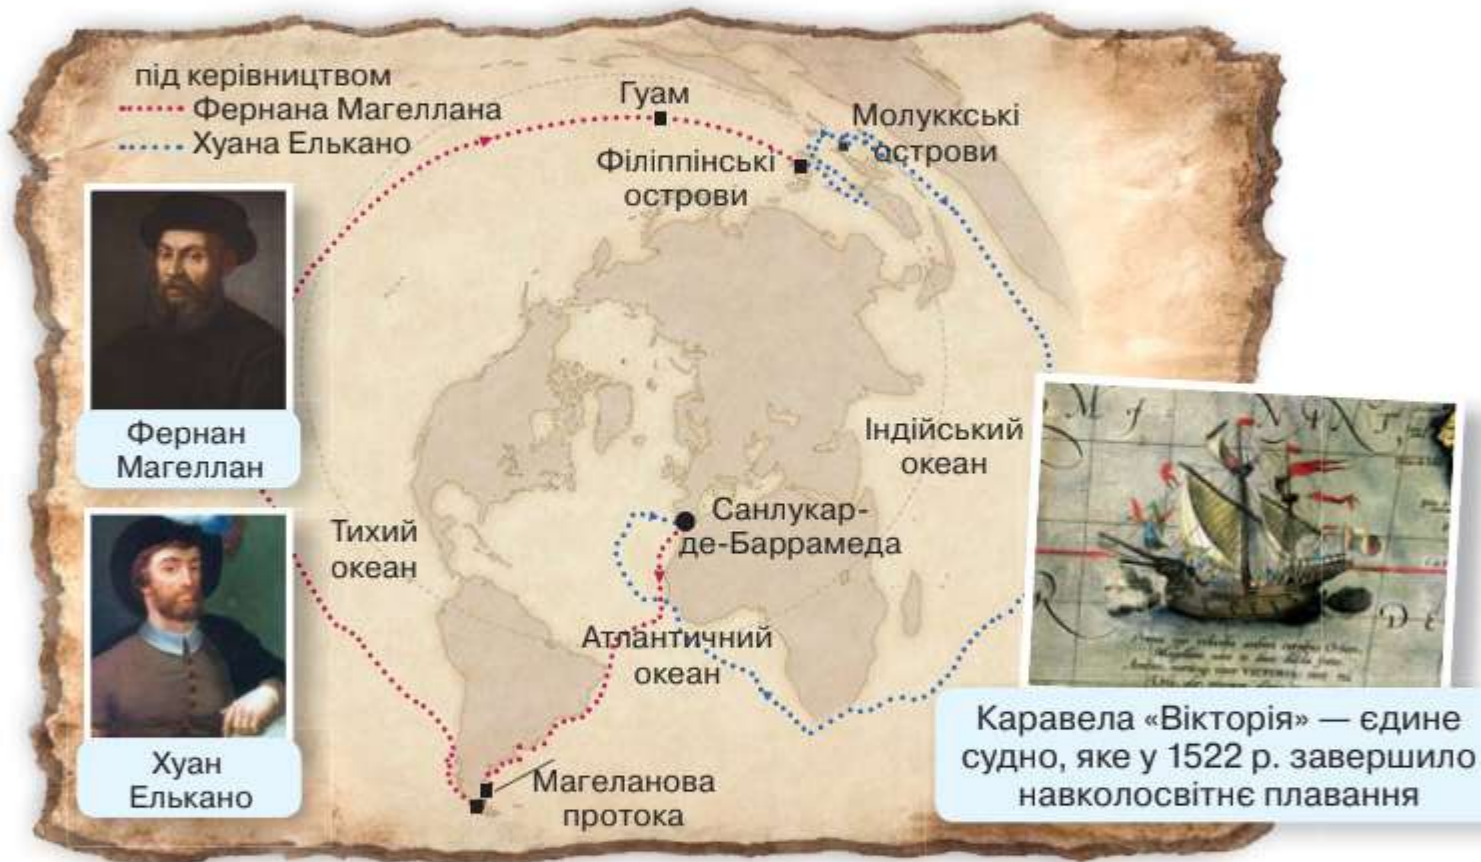 під керівництвом
Фернана Магеллана
Хуана Елькано
Гуам
Молуккські
острови
Філіппінські
острови
Фернан
Магеллан
Індійський
океан
Санлукар-
де-Баррамеда
Тихий
океан
Атлантичний
океан
Хуан
Елькано
Магеланова
протока
Каравела «Вікторія» — єдине
судно, яке у 1522 р. завершило
навколосвітнє плавання